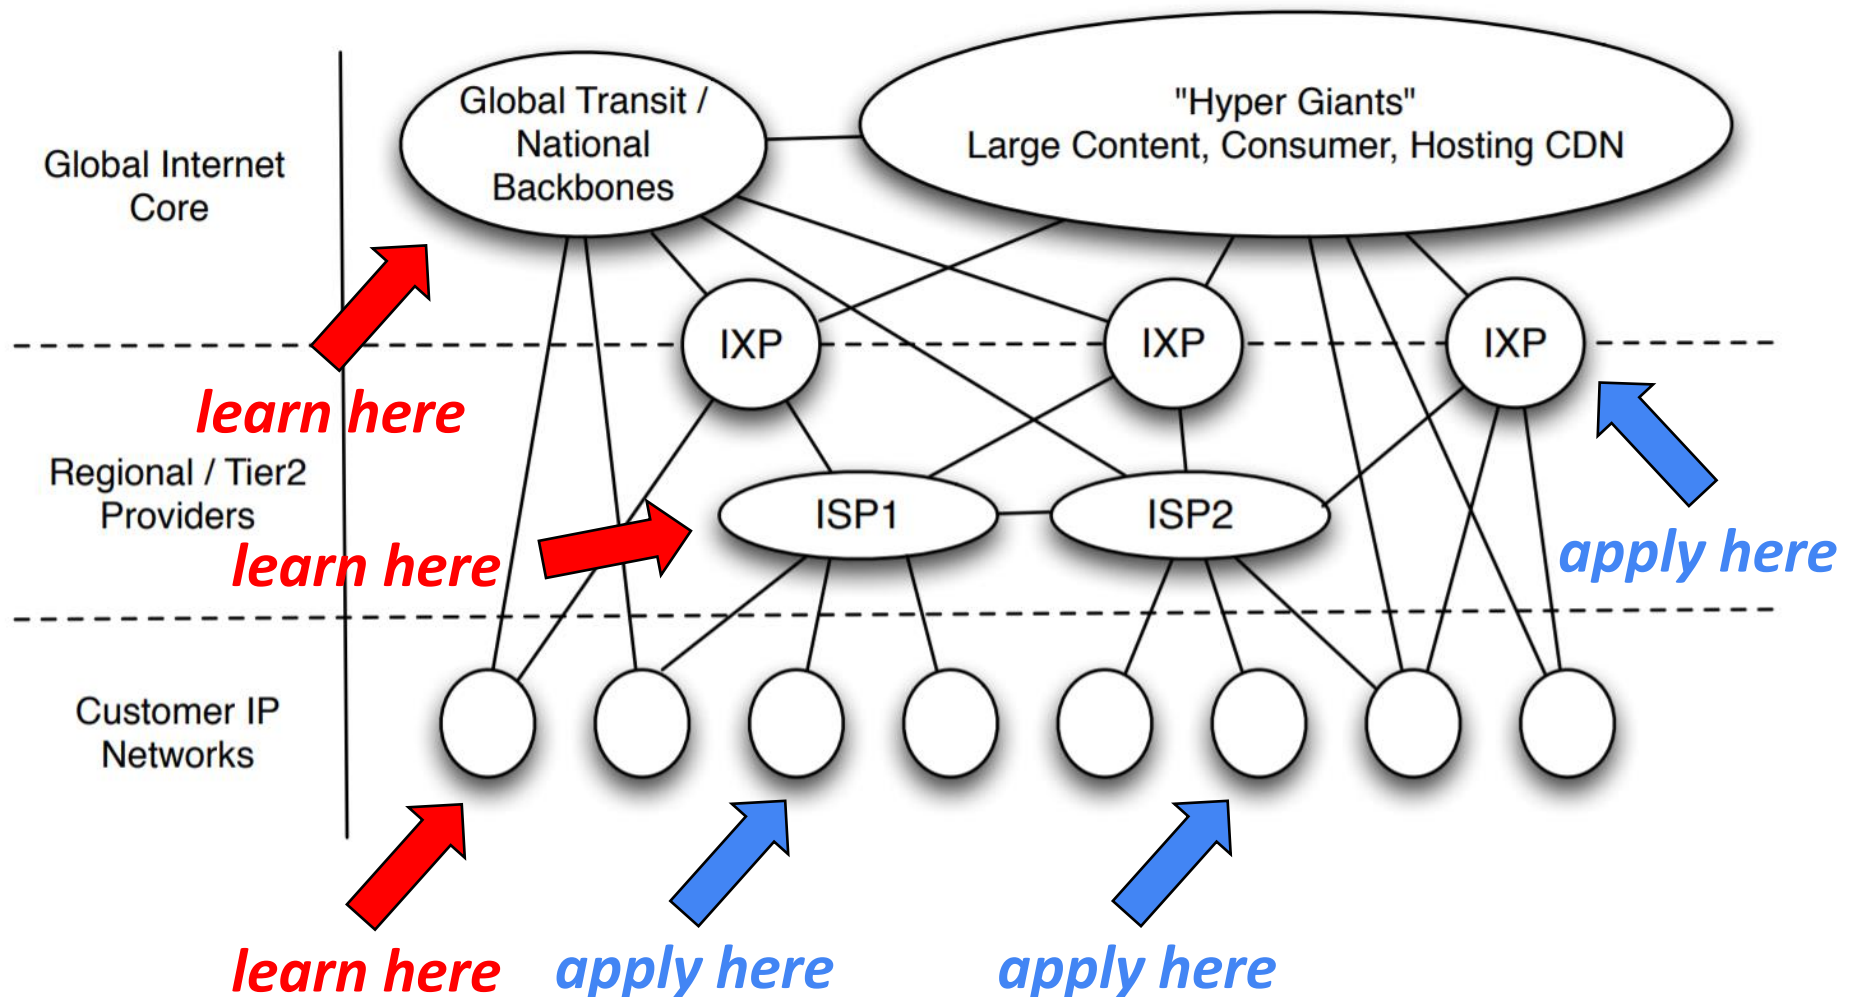 Global Transit /
National
Backbones
"Hyper Giants"
Large Content, Consumer, Hosting CDN
Global Internet
Core
IXP
IXP
IXP
learn here
Regional / Tier2
Providers
ISP1
ISP2
learn here
apply here
Customer IP
Networks
learn here
apply here
apply here